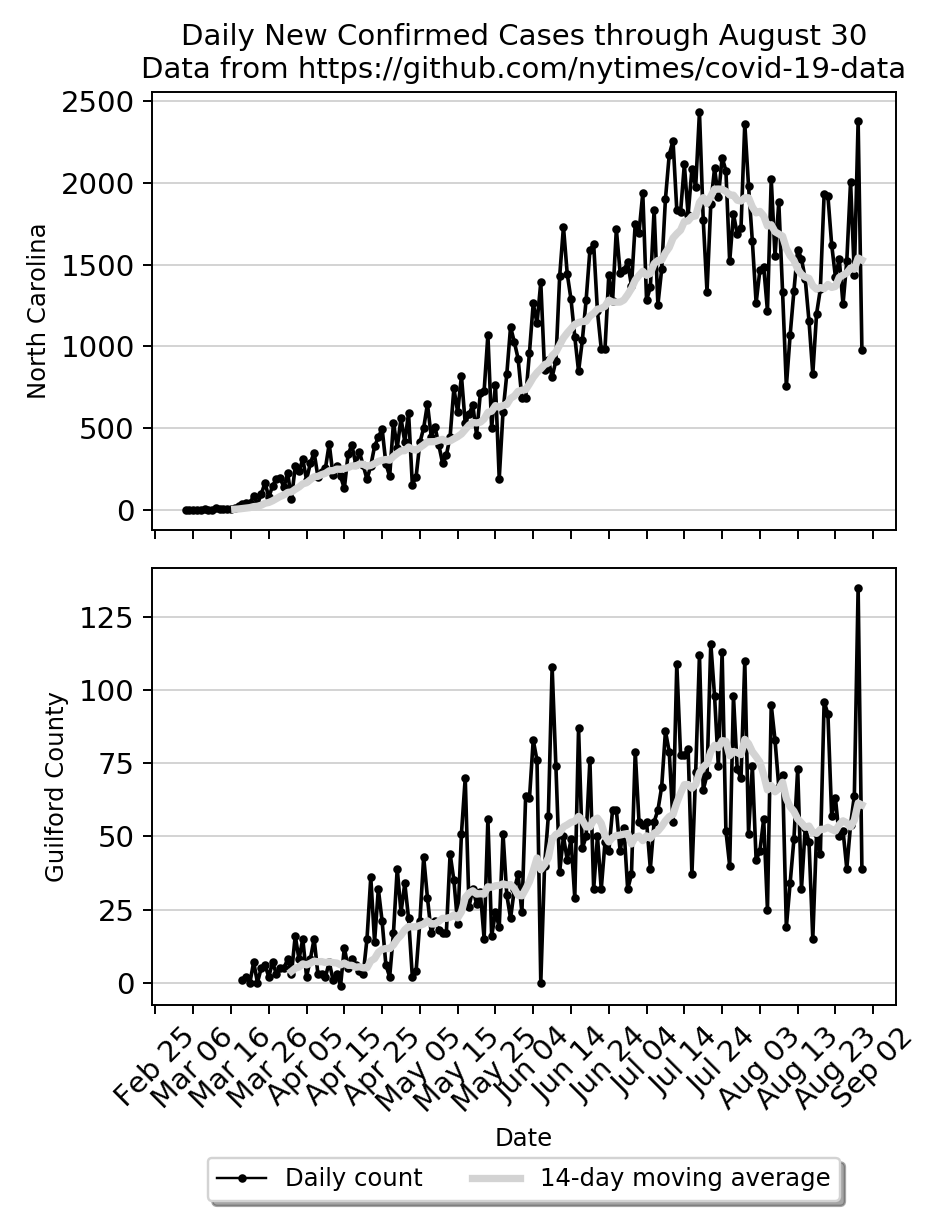 Daily New Confirmed Cases through August 30
Data from https://github.com/nytimes/covid-19-data
2500
2000
1500
1000
500
0
North Carolina
125
100
75
50
25
0
Guilford County
Feb 25
Mar 06
Mar 16
Mar 26
Apr 05
Apr 15
Apr 25
May 05
May 15
May 25
Jun 04
Jun 14
Jun 24
Jul 04
Jul 14
Jul 24
Aug 03
Aug 13
Aug 23
Sep 02
Date
Daily count
14-day moving average